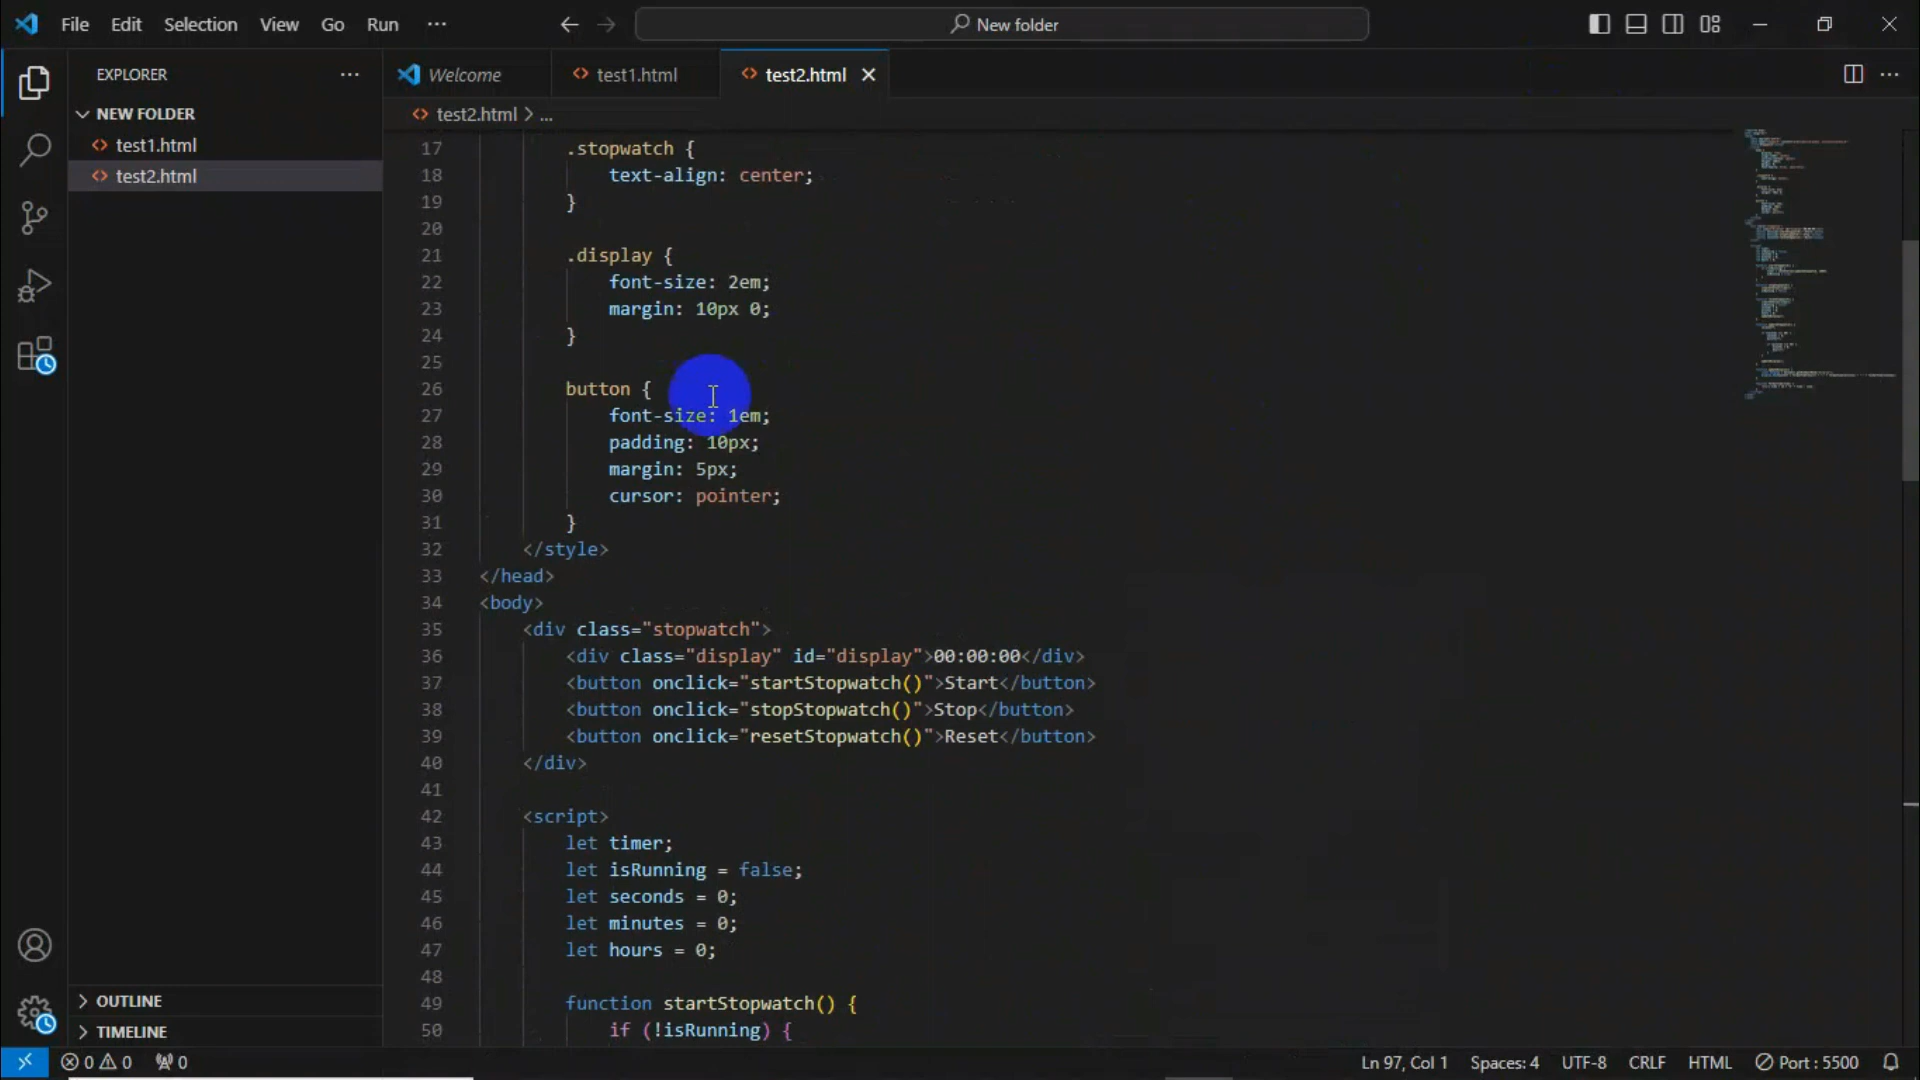 File Edit Selection View Go Run ··· New folder
EXPLORER ···
Welcome test1.html test2.html
NEW FOLDER
test1.html
test2.html
test2.html > ...
17 .stopwatch {
18 text-align: center;
19 }
20
21 .display {
22 font-size: 2em;
23 margin: 10px 0;
24 }
25
26 button {
27 font-size: 1em;
28 padding: 10px;
29 margin: 5px;
30 cursor: pointer;
31 }
32 </style>
33 </head>
34 <body>
35 <div class="stopwatch">
36 <div class="display" id="display">00:00:00</div>
37 <button onclick="startStopwatch()">Start</button>
38 <button onclick="stopStopwatch()">Stop</button>
39 <button onclick="resetStopwatch()">Reset</button>
40 </div>
41
42 <script>
43 let timer;
44 let isRunning = false;
45 let seconds = 0;
46 let minutes = 0;
47 let hours = 0;
48
49 function startStopwatch() {
50 if (!isRunning) {
OUTLINE
TIMELINE
0 0 0 Ln 97, Col 1 Spaces: 4 UTF-8 CRLF HTML Port : 5500